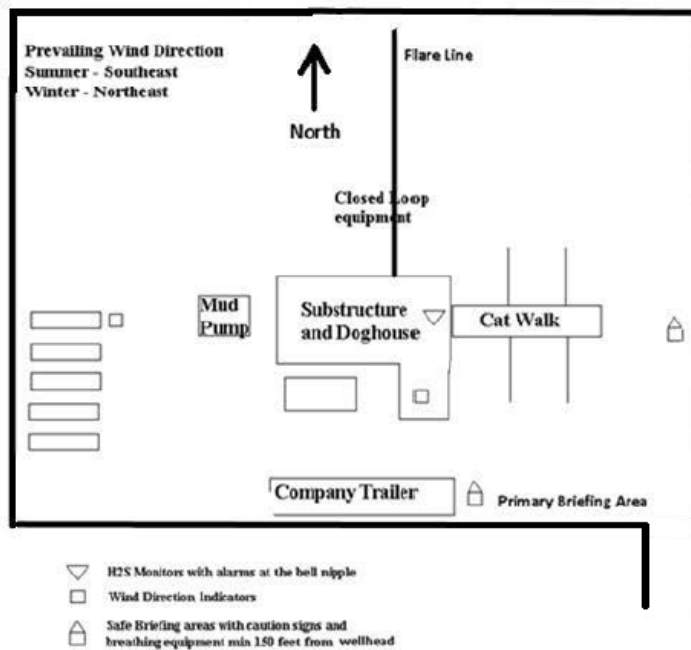 Prevailing Wind Direction
Summer - Southeast
Winter - Northeast
North
Flare Line
Closed Loop
equipment
Mud
Pump
Substructure
and Doghouse
Cat Walk
Company Trailer
Primary Briefing Area
H2S Monitors with alarms at the bell nipple
Wind Direction Indicators
Safe Briefing areas with caution signs and
breathing equipment min 150 feet from wellhead